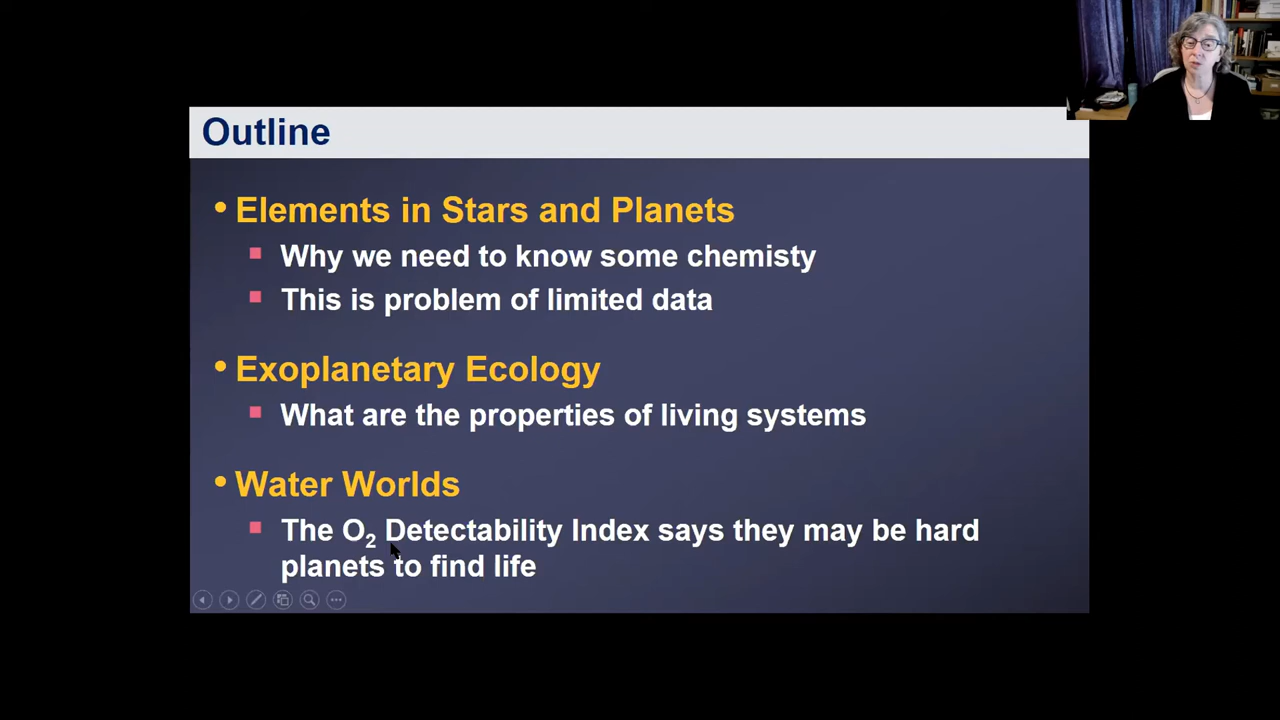 Outline
• Elements in Stars and Planets
▪ Why we need to know some chemisty
▪ This is problem of limited data
• Exoplanetary Ecology
▪ What are the properties of living systems
• Water Worlds
▪ The O₂ Detectability Index says they may be hard
planets to find life